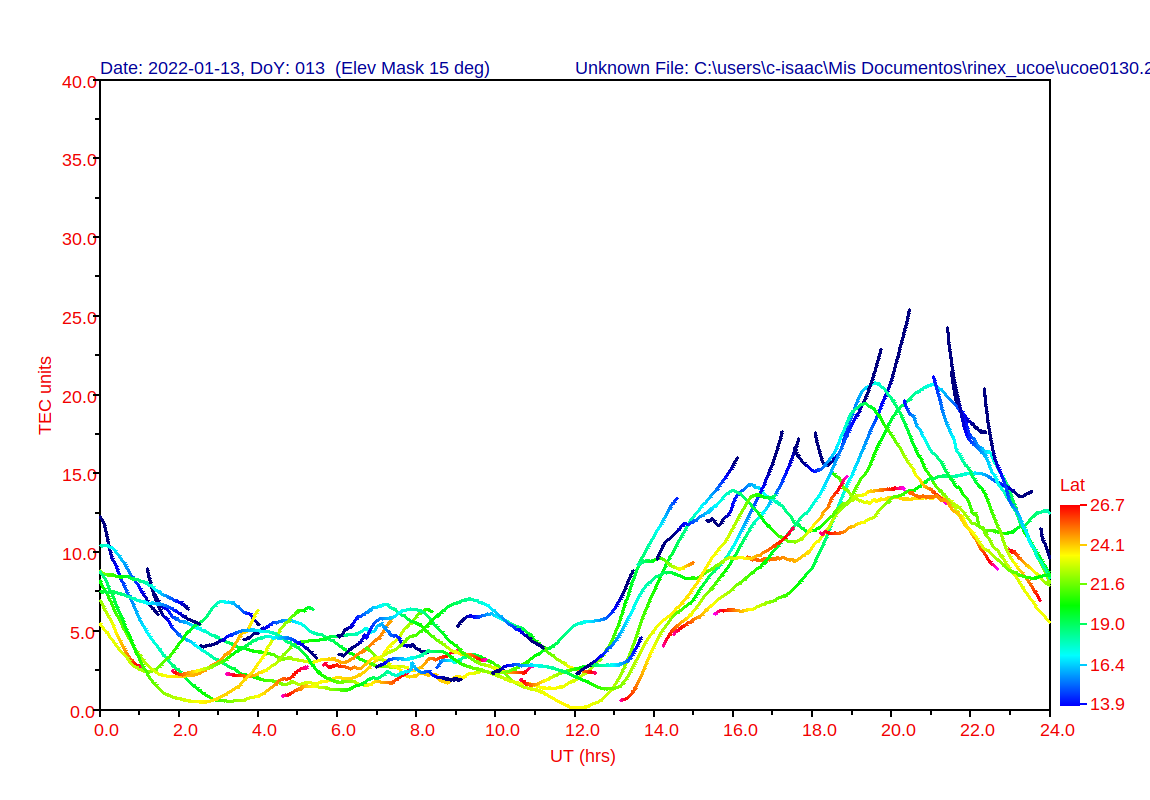 Date: 2022-01-13, DoY: 013  (Elev Mask 15 deg)
Unknown File: C:\users\c-isaac\Mis Documentos\rinex_ucoe\ucoe0130.2
40.0
35.0
30.0
25.0
20.0
15.0
10.0
5.0
0.0
TEC units
0.0 2.0 4.0 6.0 8.0 10.0 12.0 14.0 16.0 18.0 20.0 22.0 24.0
UT (hrs)
Lat
26.7
24.1
21.6
19.0
16.4
13.9